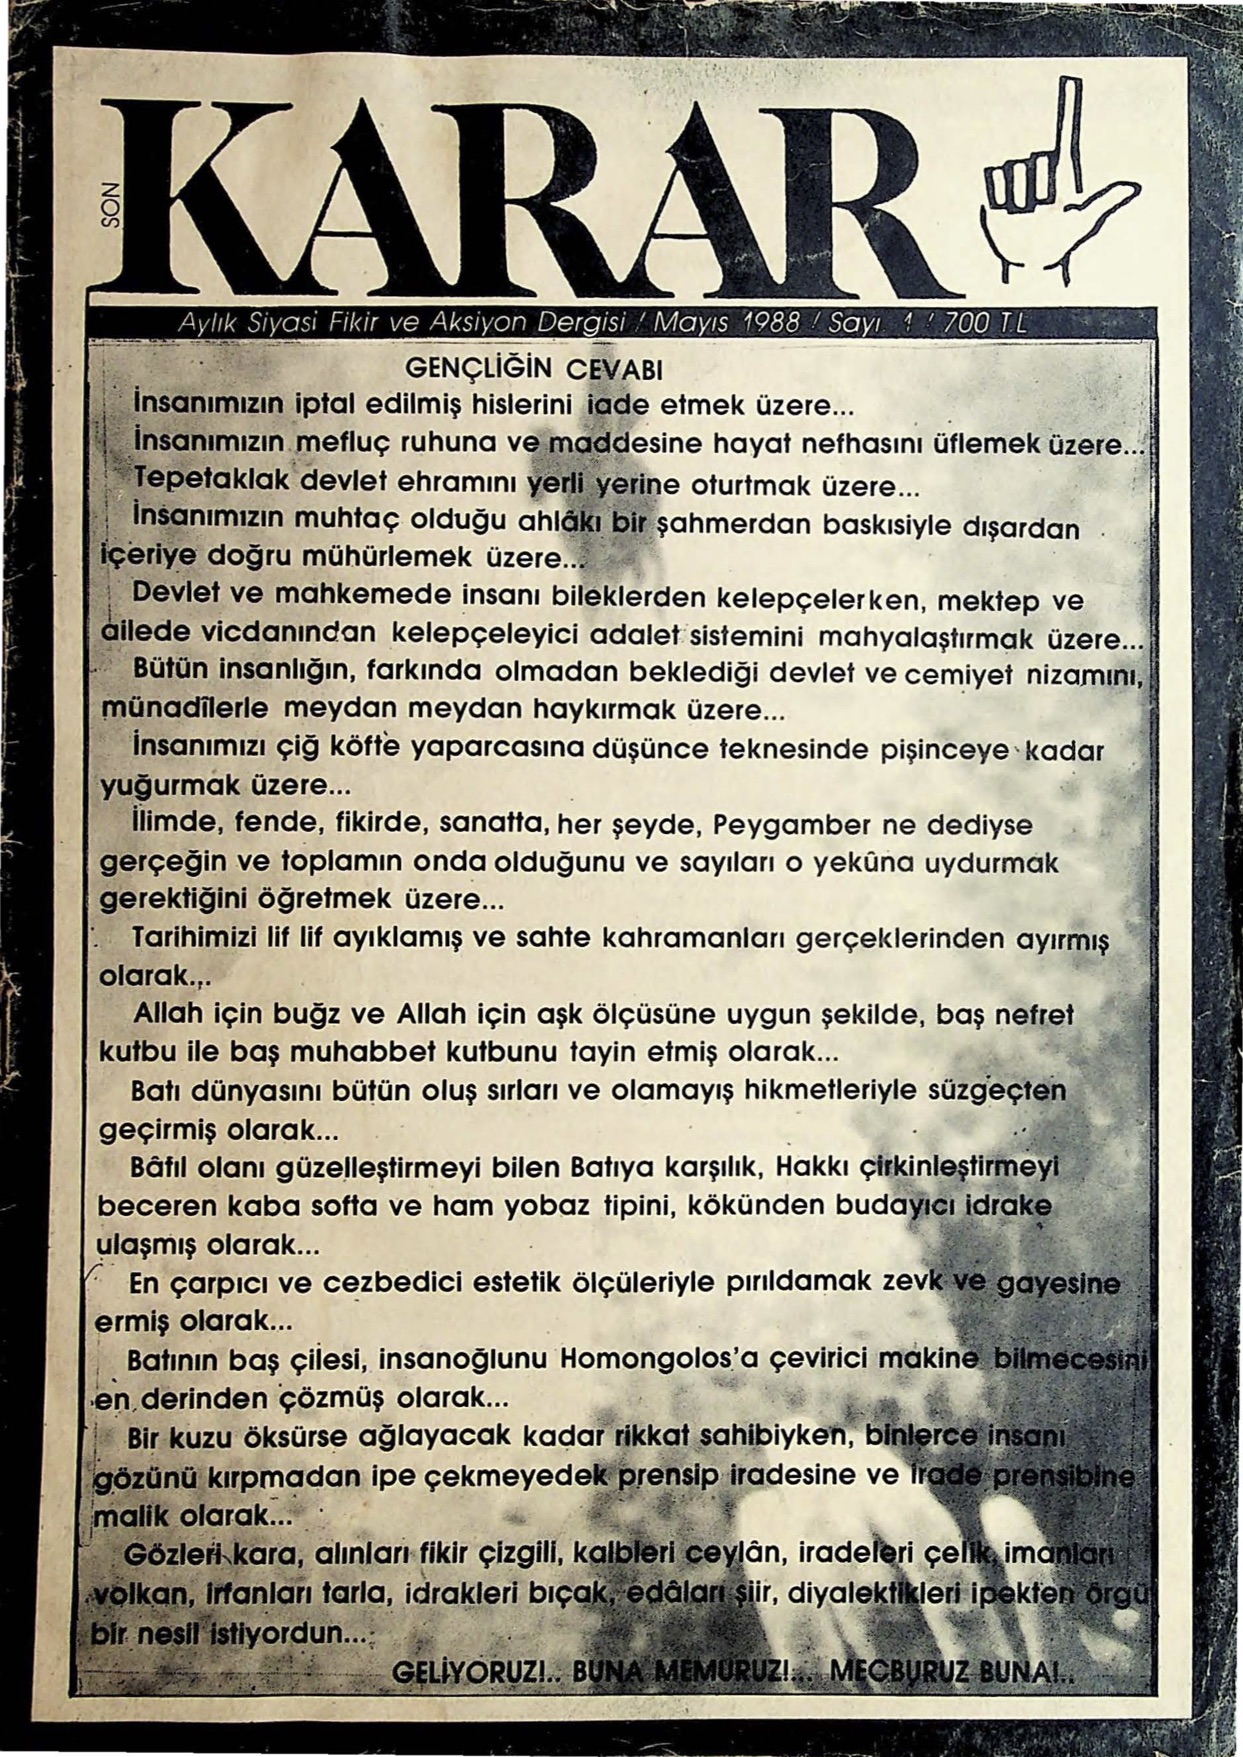 SON
KARAR
Aylık Siyasi Fikir ve Aksiyon Dergisi / Mayıs 1988 / Sayı 1 / 700 TL
GENÇLİĞİN CEVABI
İnsanımızın iptal edilmiş hislerini iade etmek üzere...
İnsanımızın mefluç ruhuna ve maddesine hayat nefhasını üflemek üzere...
Tepetaklak devlet ehramını yerli yerine oturtmak üzere...
İnsanımızın muhtaç olduğu ahlâkı bir şahmerdan baskısiyle dışardan
içeriye doğru mühürlemek üzere...
Devlet ve mahkemede insanı bileklerden kelepçelerken, mektep ve
ailede vicdanından kelepçeleyici adalet sistemini mahyalaştırmak üzere...
Bütün insanlığın, farkında olmadan beklediği devlet ve cemiyet nizamını,
münadîlerle meydan meydan haykırmak üzere...
İnsanımızı çiğ köfte yaparcasına düşünce teknesinde pişinceye kadar
yuğurmak üzere...
İlimde, fende, fikirde, sanatta, her şeyde, Peygamber ne dediyse
gerçeğin ve toplamın onda olduğunu ve sayıları o yekûna uydurmak
gerektiğini öğretmek üzere...
Tarihimizi lif lif ayıklamış ve sahte kahramanları gerçeklerinden ayırmış
olarak...
Allah için buğz ve Allah için aşk ölçüsüne uygun şekilde, baş nefret
kutbu ile baş muhabbet kutbunu tayin etmiş olarak...
Batı dünyasını bütün oluş sırları ve olamayış hikmetleriyle süzgeçten
geçirmiş olarak...
Bâtıl olanı güzelleştirmeyi bilen Batıya karşılık, Hakkı çirkinleştirmeyi
beceren kaba softa ve ham yobaz tipini, kökünden budayıcı idrake
ulaşmış olarak...
En çarpıcı ve cezbedici estetik ölçüleriyle pırıldamak zevk ve gayesine
ermiş olarak...
Batının baş çilesi, insanoğlunu Homongolos'a çevirici makine bilmecesini
en derinden çözmüş olarak...
Bir kuzu öksürse ağlayacak kadar rikkat sahibiyken, binlerce insanı
gözünü kırpmadan ipe çekmeyedek prensip iradesine ve irade prensibine
malik olarak...
Gözleri kara, alınları fikir çizgili, kalbleri ceylân, iradeleri çelik, imanları
volkan, irfanları tarla, idrakleri bıçak, edâları şiir, diyalektikleri ipekten örgü
bir nesil istiyordun...
GELİYORUZ!.. BUNA MEMURUZ!... MECBURUZ BUNA!..